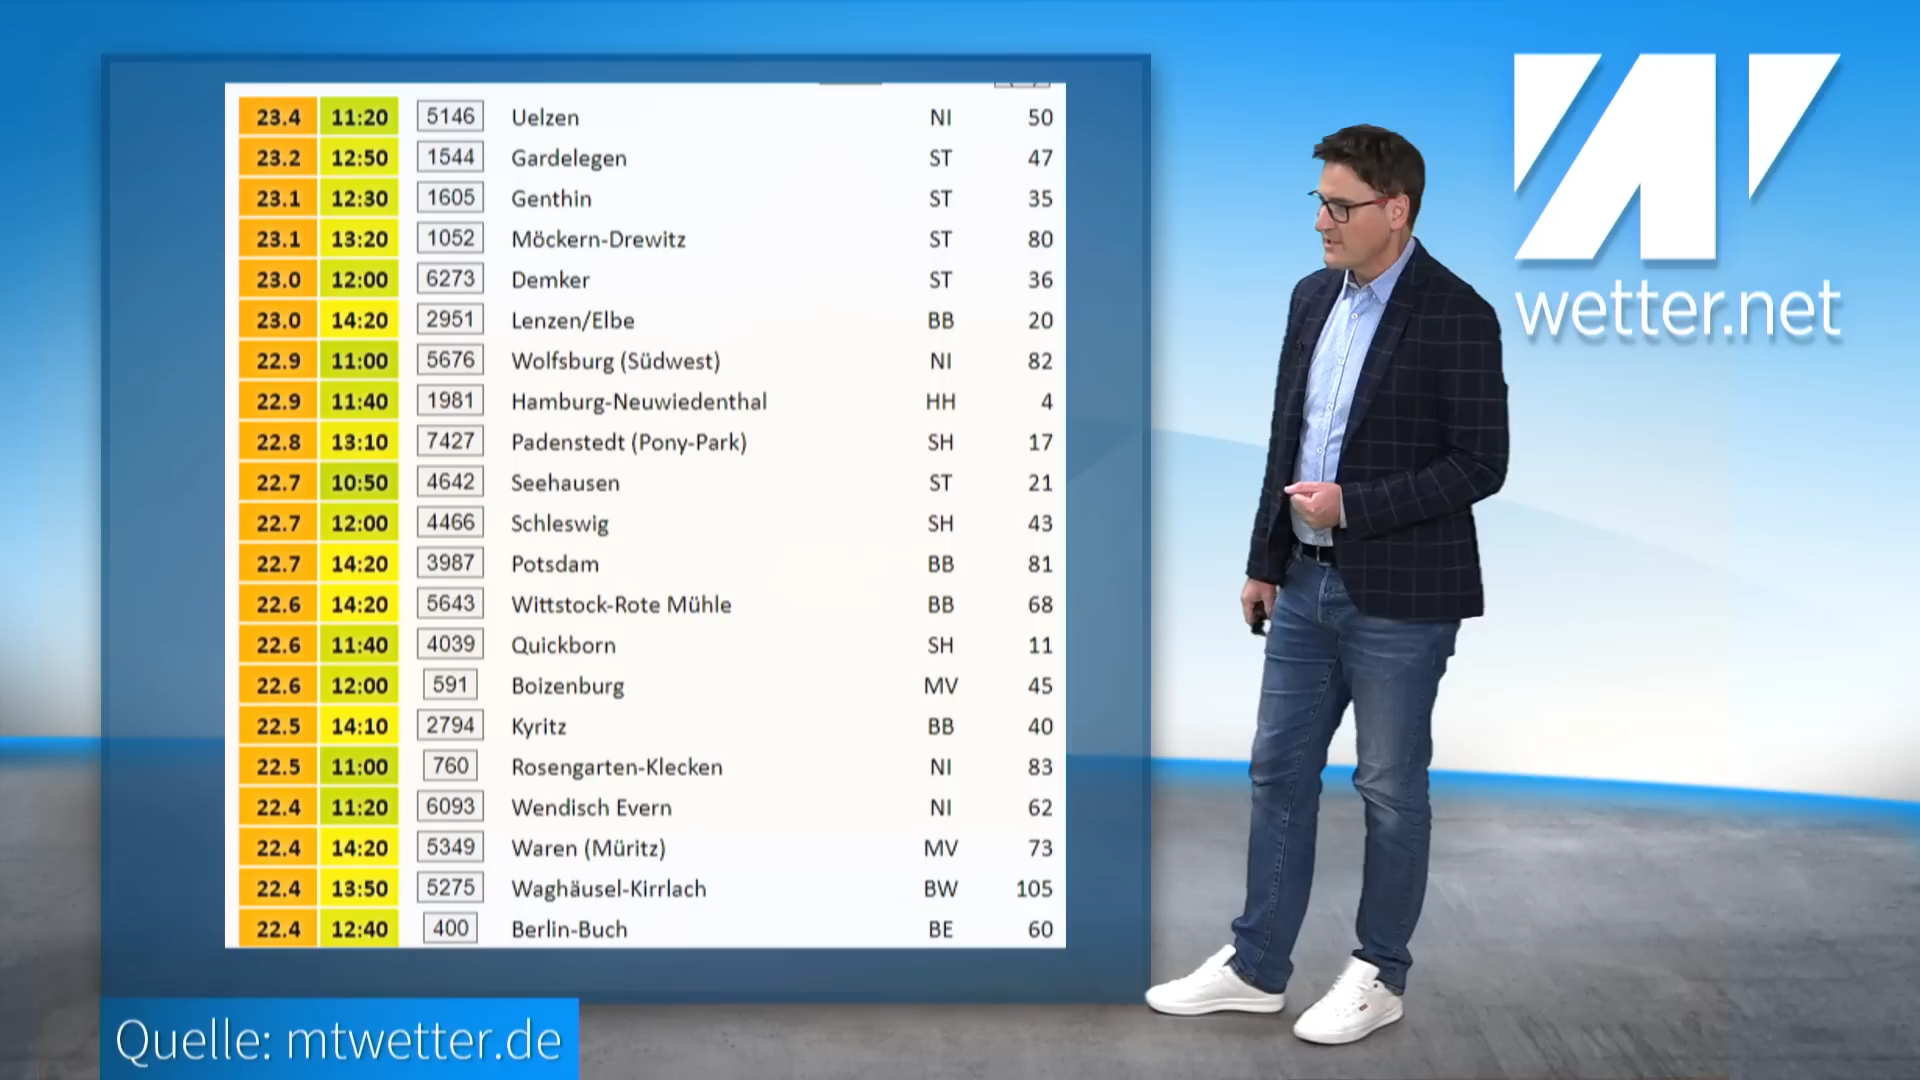 23.4 11:20 5146 Uelzen NI 50
23.2 12:50 1544 Gardelegen ST 47
23.1 12:30 1605 Genthin ST 35
23.1 13:20 1052 Möckern-Drewitz ST 80
23.0 12:00 6273 Demker ST 36
23.0 14:20 2951 Lenzen/Elbe BB 20
22.9 11:00 5676 Wolfsburg (Südwest) NI 82
22.9 11:40 1981 Hamburg-Neuwiedenthal HH 4
22.8 13:10 7427 Padenstedt (Pony-Park) SH 17
22.7 10:50 4642 Seehausen ST 21
22.7 12:00 4466 Schleswig SH 43
22.7 14:20 3987 Potsdam BB 81
22.6 14:20 5643 Wittstock-Rote Mühle BB 68
22.6 11:40 4039 Quickborn SH 11
22.6 12:00 591 Boizenburg MV 45
22.5 14:10 2794 Kyritz BB 40
22.5 11:00 760 Rosengarten-Klecken NI 83
22.4 11:20 6093 Wendisch Evern NI 62
22.4 14:20 5349 Waren (Müritz) MV 73
22.4 13:50 5275 Waghäusel-Kirrlach BW 105
22.4 12:40 400 Berlin-Buch BE 60
wetter.net
Quelle: mtwetter.de